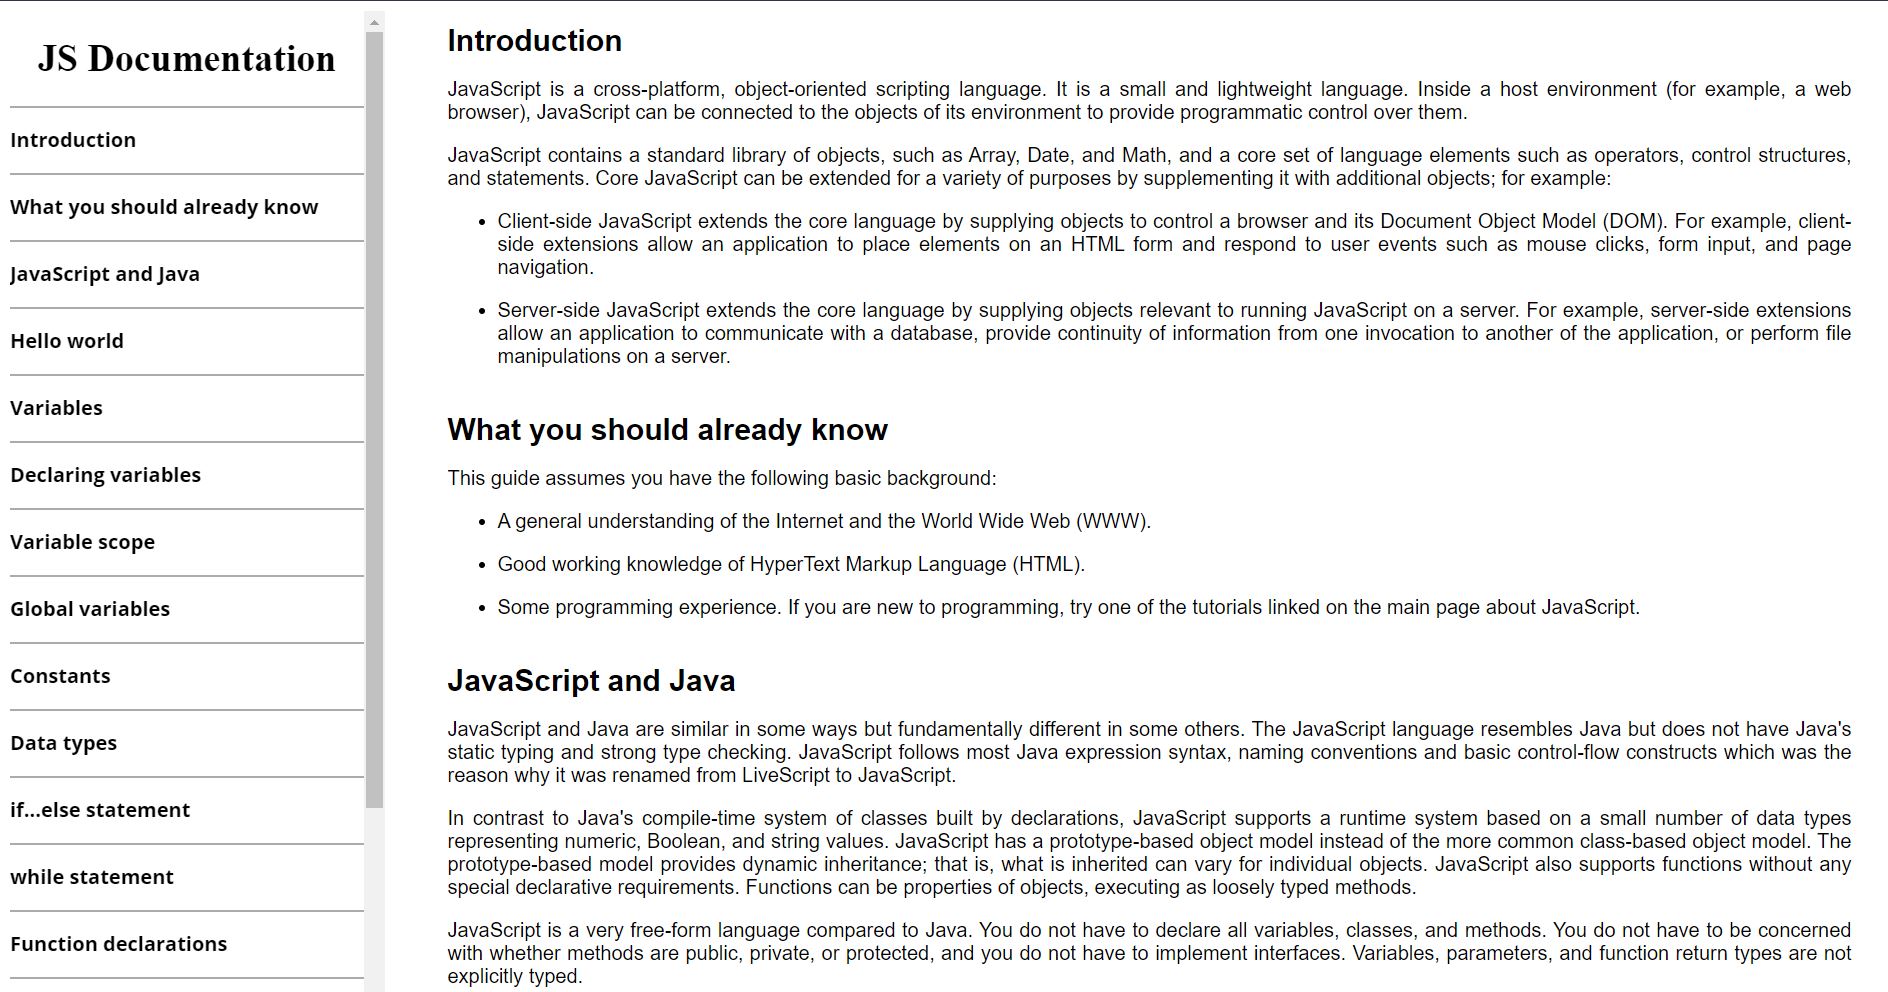 JS Documentation
Introduction
What you should already know
JavaScript and Java
Hello world
Variables
Declaring variables
Variable scope
Global variables
Constants
Data types
if...else statement
while statement
Function declarations
Introduction
JavaScript is a cross-platform, object-oriented scripting language. It is a small and lightweight language. Inside a host environment (for example, a web
browser), JavaScript can be connected to the objects of its environment to provide programmatic control over them.
JavaScript contains a standard library of objects, such as Array, Date, and Math, and a core set of language elements such as operators, control structures,
and statements. Core JavaScript can be extended for a variety of purposes by supplementing it with additional objects; for example:
• Client-side JavaScript extends the core language by supplying objects to control a browser and its Document Object Model (DOM). For example, client-
side extensions allow an application to place elements on an HTML form and respond to user events such as mouse clicks, form input, and page
navigation.
• Server-side JavaScript extends the core language by supplying objects relevant to running JavaScript on a server. For example, server-side extensions
allow an application to communicate with a database, provide continuity of information from one invocation to another of the application, or perform file
manipulations on a server.
What you should already know
This guide assumes you have the following basic background:
• A general understanding of the Internet and the World Wide Web (WWW).
• Good working knowledge of HyperText Markup Language (HTML).
• Some programming experience. If you are new to programming, try one of the tutorials linked on the main page about JavaScript.
JavaScript and Java
JavaScript and Java are similar in some ways but fundamentally different in some others. The JavaScript language resembles Java but does not have Java's
static typing and strong type checking. JavaScript follows most Java expression syntax, naming conventions and basic control-flow constructs which was the
reason why it was renamed from LiveScript to JavaScript.
In contrast to Java's compile-time system of classes built by declarations, JavaScript supports a runtime system based on a small number of data types
representing numeric, Boolean, and string values. JavaScript has a prototype-based object model instead of the more common class-based object model. The
prototype-based model provides dynamic inheritance; that is, what is inherited can vary for individual objects. JavaScript also supports functions without any
special declarative requirements. Functions can be properties of objects, executing as loosely typed methods.
JavaScript is a very free-form language compared to Java. You do not have to declare all variables, classes, and methods. You do not have to be concerned
with whether methods are public, private, or protected, and you do not have to implement interfaces. Variables, parameters, and function return types are not
explicitly typed.